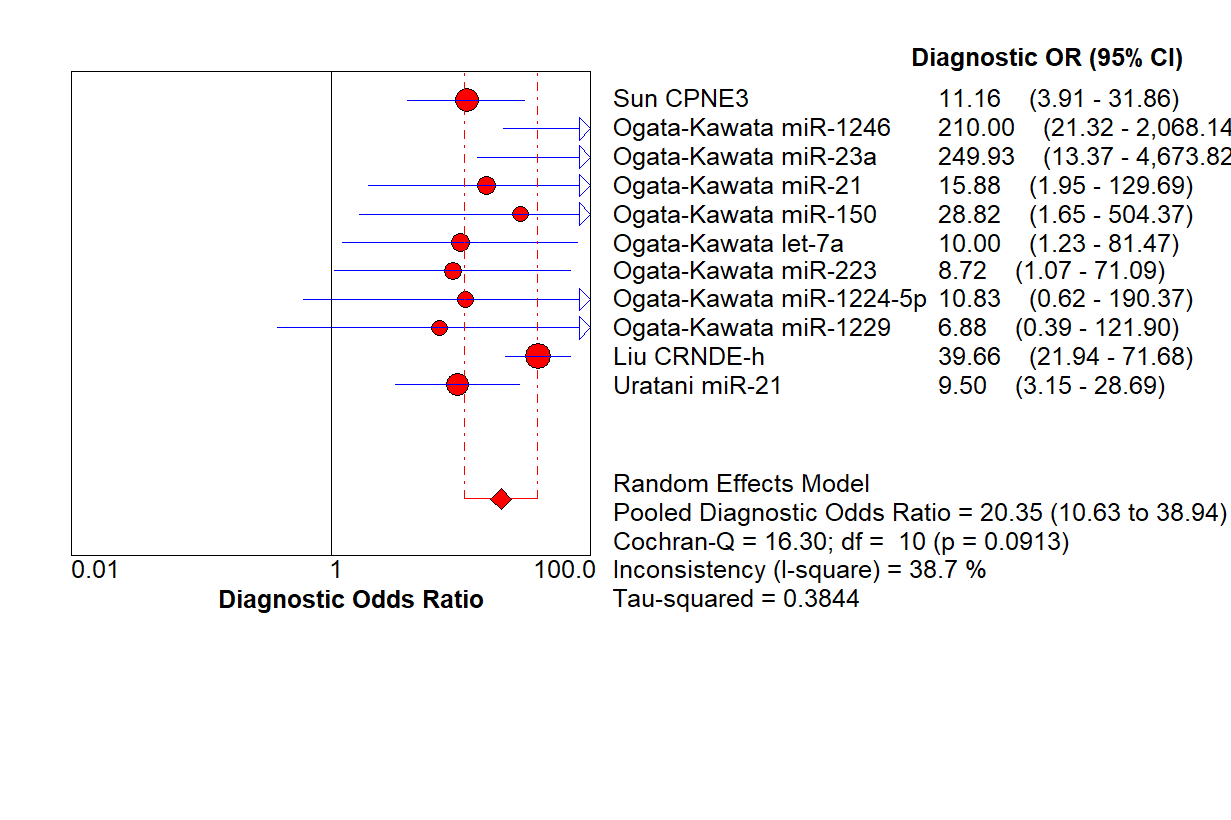 Diagnostic OR (95% CI)
Sun CPNE3 11.16 (3.91 - 31.86)
Ogata-Kawata miR-1246 210.00 (21.32 - 2,068.14
Ogata-Kawata miR-23a 249.93 (13.37 - 4,673.82
Ogata-Kawata miR-21 15.88 (1.95 - 129.69)
Ogata-Kawata miR-150 28.82 (1.65 - 504.37)
Ogata-Kawata let-7a 10.00 (1.23 - 81.47)
Ogata-Kawata miR-223 8.72 (1.07 - 71.09)
Ogata-Kawata miR-1224-5p 10.83 (0.62 - 190.37)
Ogata-Kawata miR-1229 6.88 (0.39 - 121.90)
Liu CRNDE-h 39.66 (21.94 - 71.68)
Uratani miR-21 9.50 (3.15 - 28.69)
Random Effects Model
Pooled Diagnostic Odds Ratio = 20.35 (10.63 to 38.94)
Cochran-Q = 16.30; df = 10 (p = 0.0913)
Inconsistency (I-square) = 38.7 %
Tau-squared = 0.3844
0.01 1 100.0
Diagnostic Odds Ratio